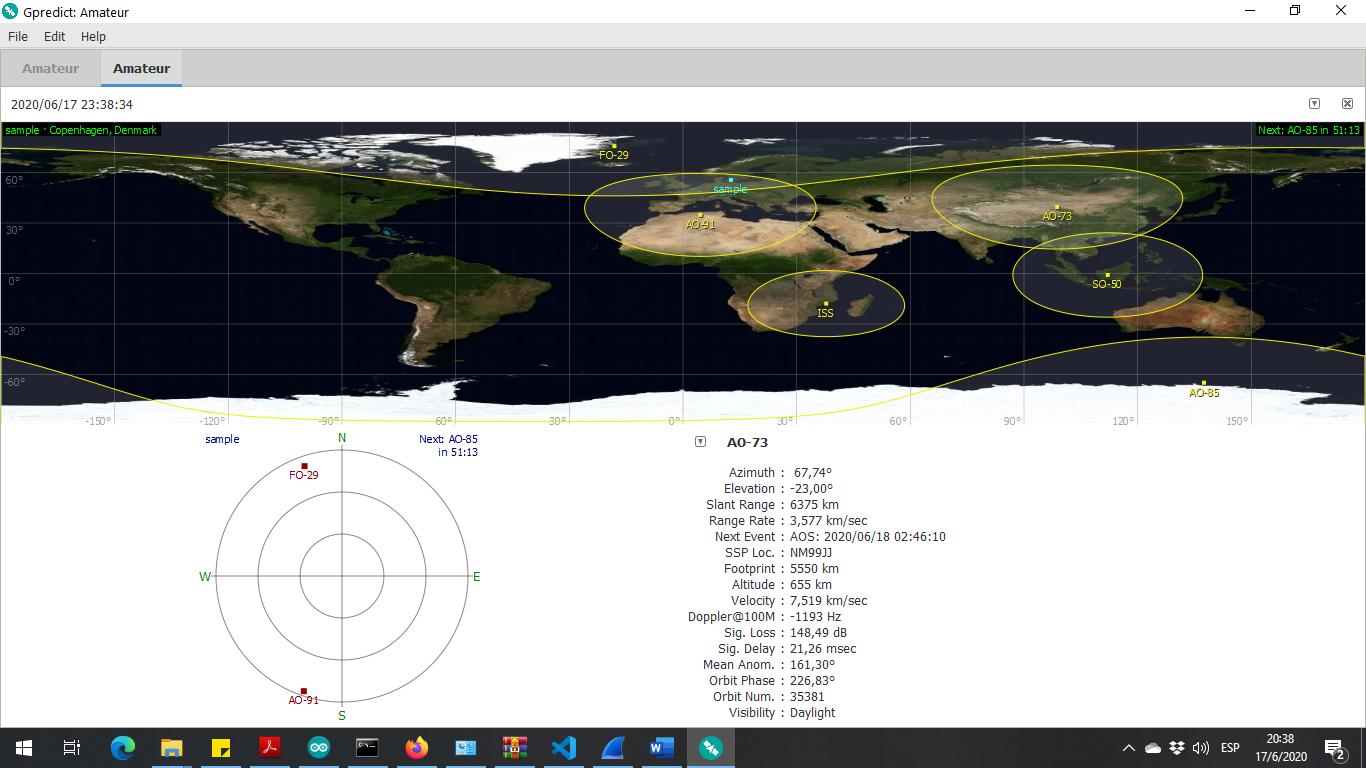 Gpredict: Amateur
File Edit Help
Amateur Amateur
2020/06/17 23:38:34
sample · Copenhagen, Denmark
Next: AO-85 in 51:13
FO-29
60°
sample
AO-91
AO-73
30°
0°
SO-50
ISS
-30°
-60°
AO-85
-150° -120° -90° -60° -30° 0° 30° 60° 90° 120° 150°
sample
N
Next: AO-85
in 51:13
FO-29
W
E
AO-91
S
AO-73
Azimuth : 67,74°
Elevation : -23,00°
Slant Range : 6375 km
Range Rate : 3,577 km/sec
Next Event : AOS: 2020/06/18 02:46:10
SSP Loc. : NM99JJ
Footprint : 5550 km
Altitude : 655 km
Velocity : 7,519 km/sec
Doppler@100M : -1193 Hz
Sig. Loss : 148,49 dB
Sig. Delay : 21,26 msec
Mean Anom. : 161,30°
Orbit Phase : 226,83°
Orbit Num. : 35381
Visibility : Daylight
ESP
20:38
17/6/2020
2